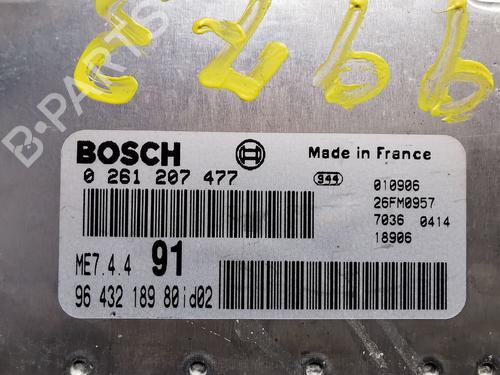 B-PARTS
BOSCH
Made in France
0 261 207 477
944
010906
26FM0957
7036 0414
18906
ME7.4.4 91
96 432 189 80id02